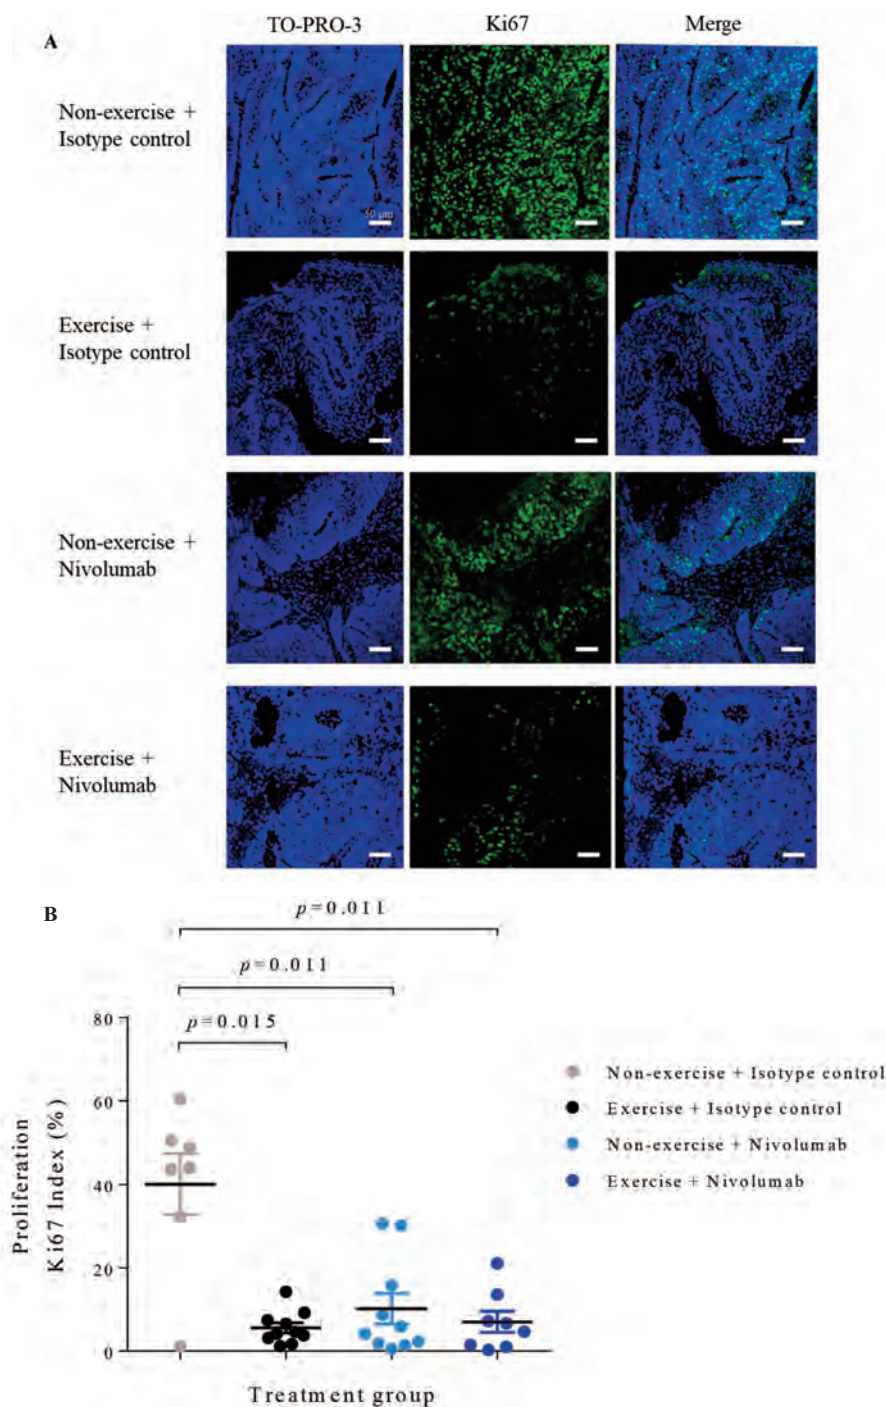 A
TO-PRO-3 Ki67 Merge
Non-exercise +
Isotype control
50 μm
Exercise +
Isotype control
Non-exercise +
Nivolumab
Exercise +
Nivolumab
B
p=0.011
p=0.011
p=0.015
80
60
40
20
0
Proliferation
Ki67 Index (%)
Treatment group
Non-exercise + Isotype control
Exercise + Isotype control
Non-exercise + Nivolumab
Exercise + Nivolumab